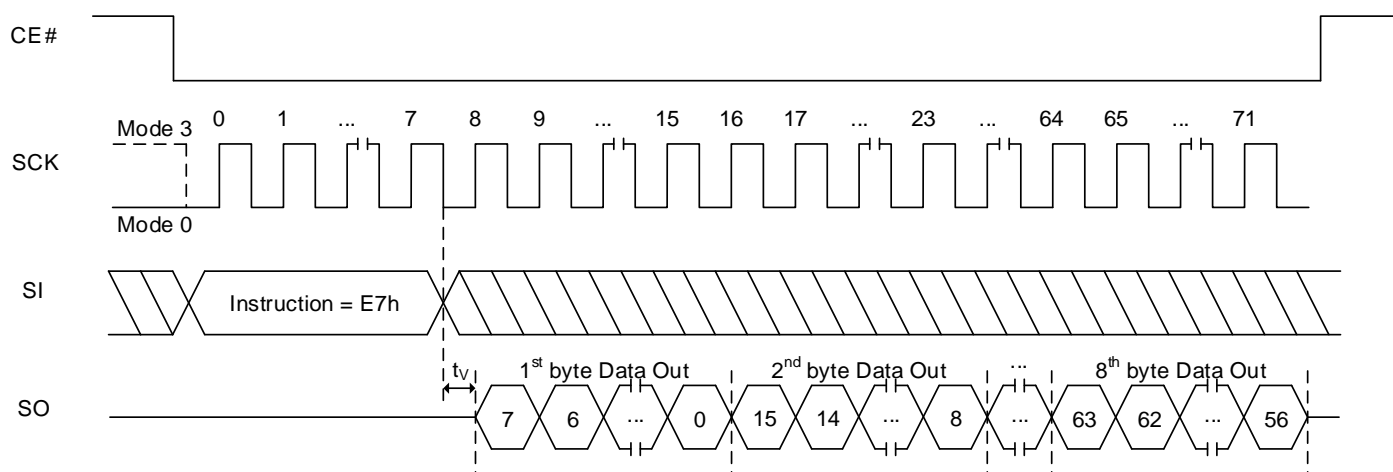 CE#
Mode 3 0 1 ... 7 8 9 ... 15 16 17 ... 23 ... 64 65 ... 71
SCK
Mode 0
SI Instruction = E7h
tV 1st byte Data Out 2nd byte Data Out ... 8th byte Data Out
SO 7 6 ... 0 15 14 ... 8 ... 63 62 ... 56